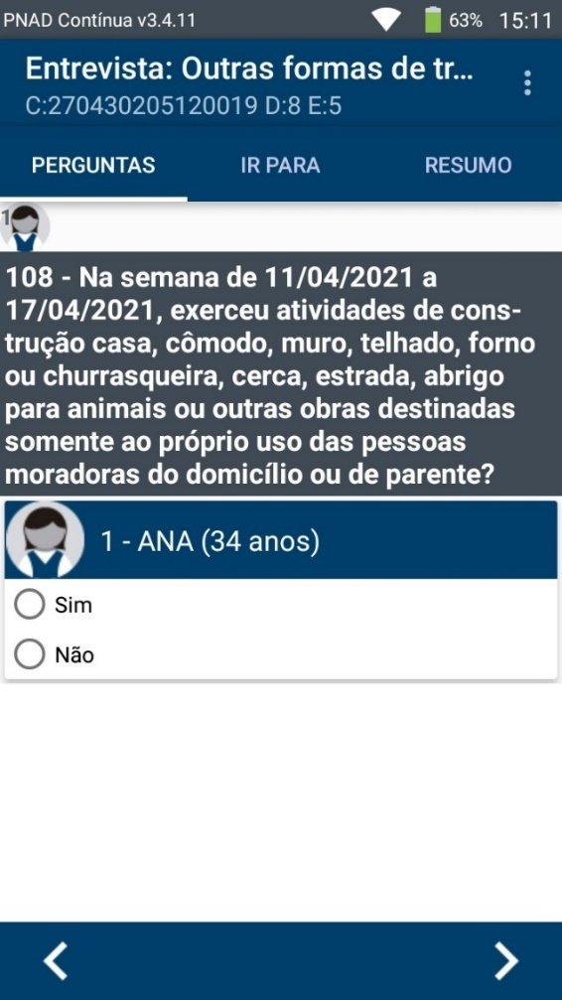 PNAD Contínua v3.4.11 63% 15:11
Entrevista: Outras formas de tr...
C:270430205120019 D:8 E:5
PERGUNTAS IR PARA RESUMO
1
108 - Na semana de 11/04/2021 a
17/04/2021, exerceu atividades de cons-
trução casa, cômodo, muro, telhado, forno
ou churrasqueira, cerca, estrada, abrigo
para animais ou outras obras destinadas
somente ao próprio uso das pessoas
moradoras do domicílio ou de parente?
1 - ANA (34 anos)
Sim
Não